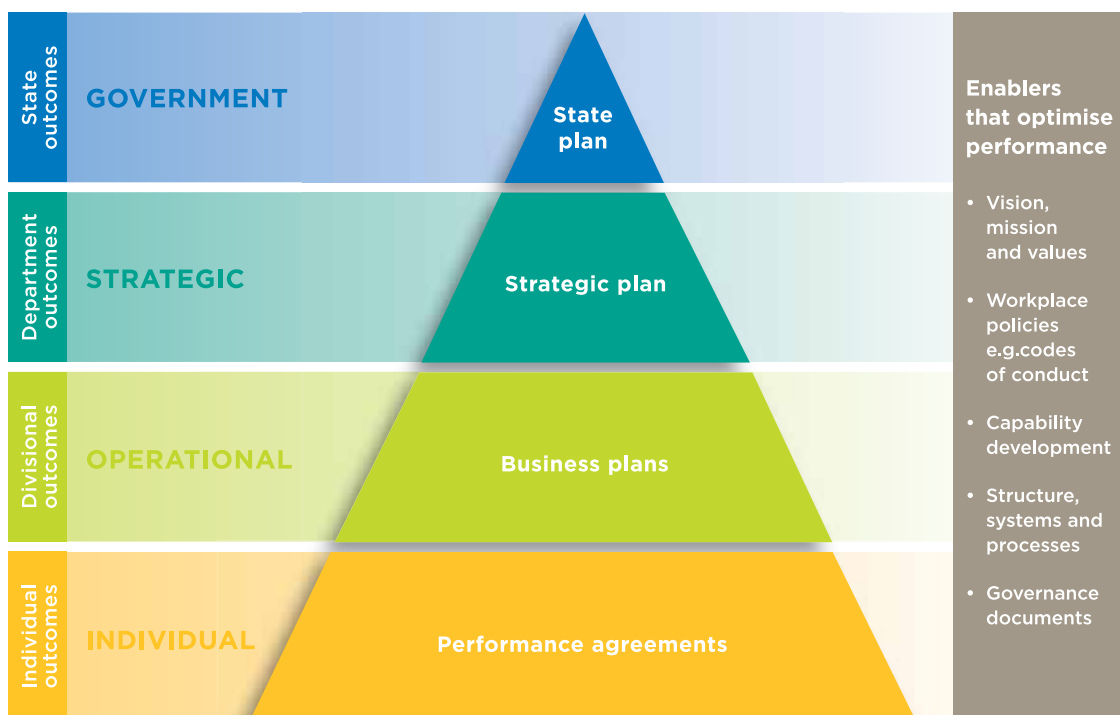 State
outcomes
GOVERNMENT
State
plan
Department
outcomes
STRATEGIC
Strategic plan
Divisional
outcomes
OPERATIONAL
Business plans
Individual
outcomes
INDIVIDUAL
Performance agreements
Enablers
that optimise
performance
• Vision,
mission
and values
• Workplace
policies
e.g.codes
of conduct
• Capability
development
• Structure,
systems and
processes
• Governance
documents